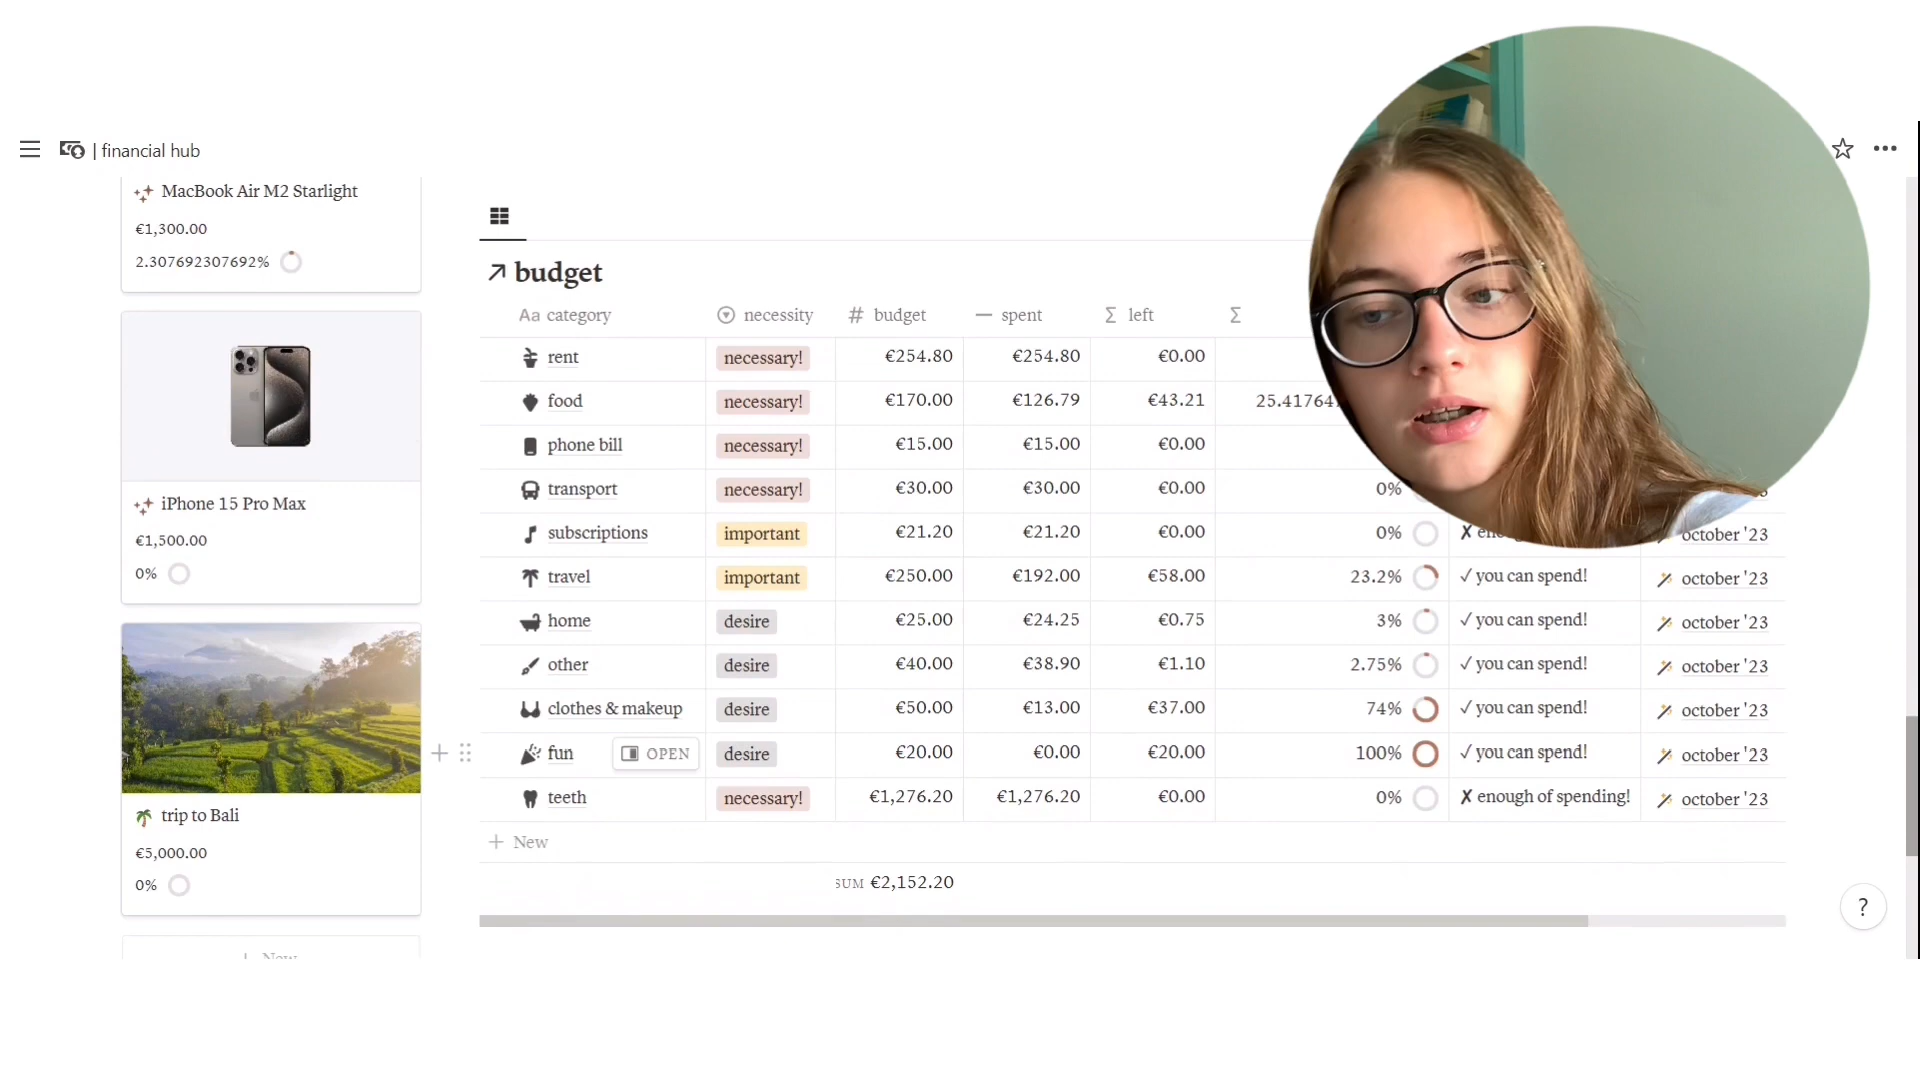 | financial hub
MacBook Air M2 Starlight
€1,300.00
2.307692307692%
iPhone 15 Pro Max
€1,500.00
0%
trip to Bali
€5,000.00
0%
New
budget
Aa category necessity # budget spent Σ left Σ
rent necessary! €254.80 €254.80 €0.00
food necessary! €170.00 €126.79 €43.21
phone bill necessary! €15.00 €15.00 €0.00
transport necessary! €30.00 €30.00 €0.00 0%
subscriptions important €21.20 €21.20 €0.00 0% ✗ october '23
travel important €250.00 €192.00 €58.00 23.2% ✓ you can spend! october '23
home desire €25.00 €24.25 €0.75 3% ✓ you can spend! october '23
other desire €40.00 €38.90 €1.10 2.75% ✓ you can spend! october '23
clothes & makeup desire €50.00 €13.00 €37.00 74% ✓ you can spend! october '23
fun OPEN desire €20.00 €0.00 €20.00 100% ✓ you can spend! october '23
teeth necessary! €1,276.20 €1,276.20 €0.00 0% ✗ enough of spending! october '23
+ New
SUM €2,152.20
?